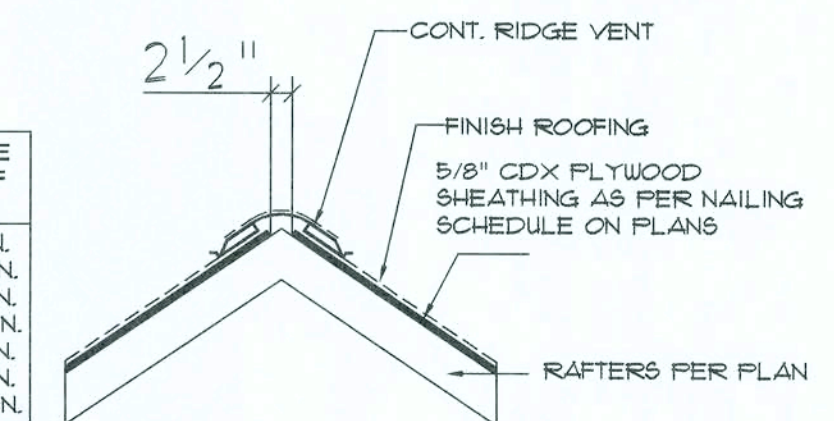 CONT. RIDGE VENT
2 1/2"
FINISH ROOFING
5/8" CDX PLYWOOD
SHEATHING AS PER NAILING
SCHEDULE ON PLANS
RAFTERS PER PLAN
E
F
N.
N.
N.
N.
N.
N.
N.